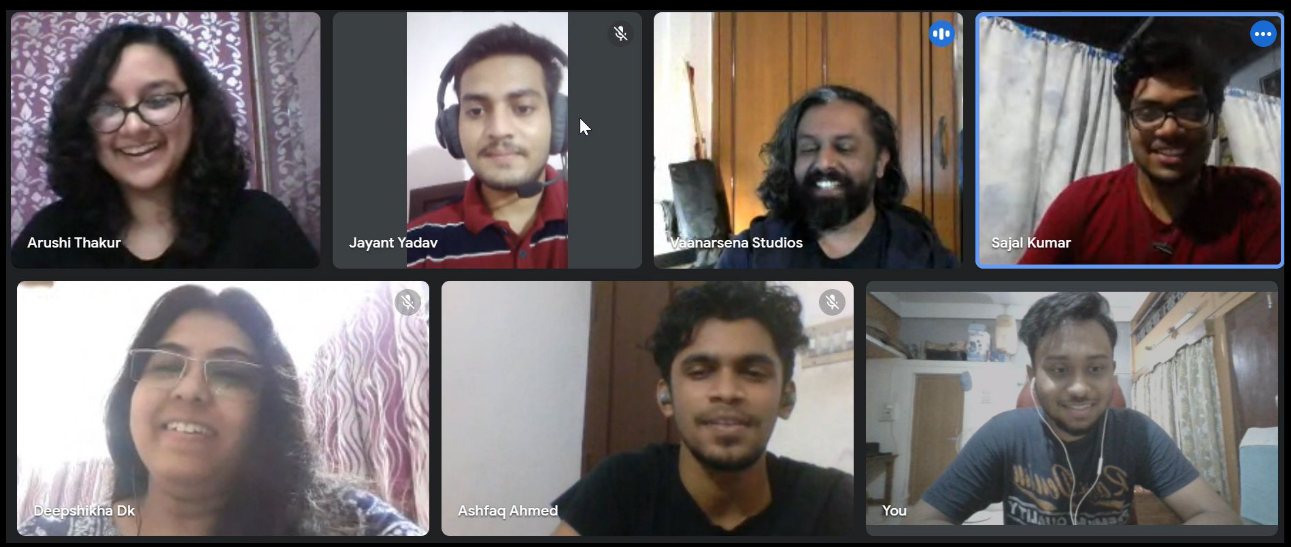 Arushi Thakur
Jayant Yadav
Vaanarsena Studios
Sajal Kumar
Deepshikha Dk
Ashfaq Ahmed
You